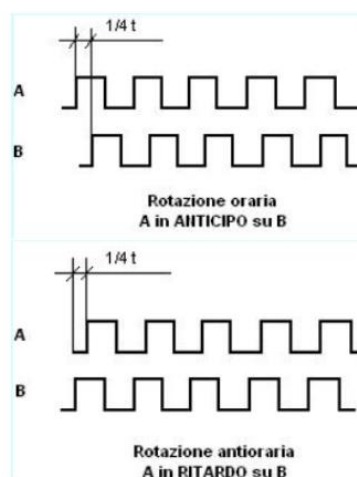 1/4 t
A
B
Rotazione oraria
A in ANTICIPO su B
1/4 t
A
B
Rotazione antioraria
A in RITARDO su B